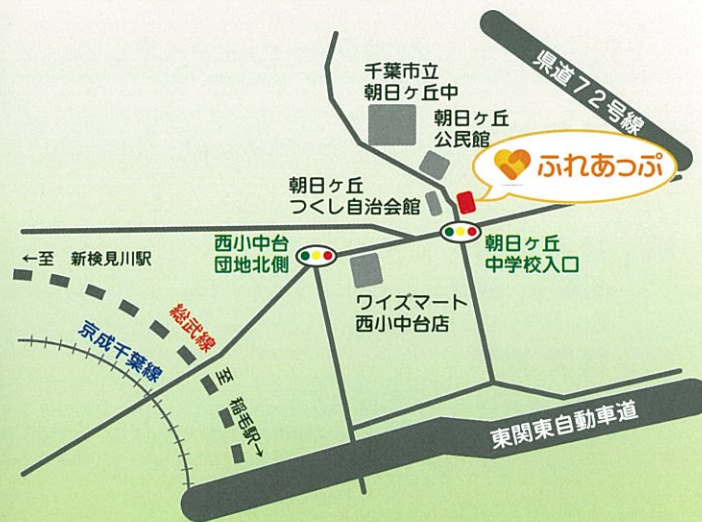 県道72号線
千葉市立
朝日ヶ丘中
朝日ヶ丘
公民館
ふれあっぷ
朝日ヶ丘
つくし自治会館
西小中台
団地北側
朝日ヶ丘
中学校入口
←至 新検見川駅
ワイズマート
西小中台店
総武線
京成千葉線
至 稲毛駅→
東関東自動車道